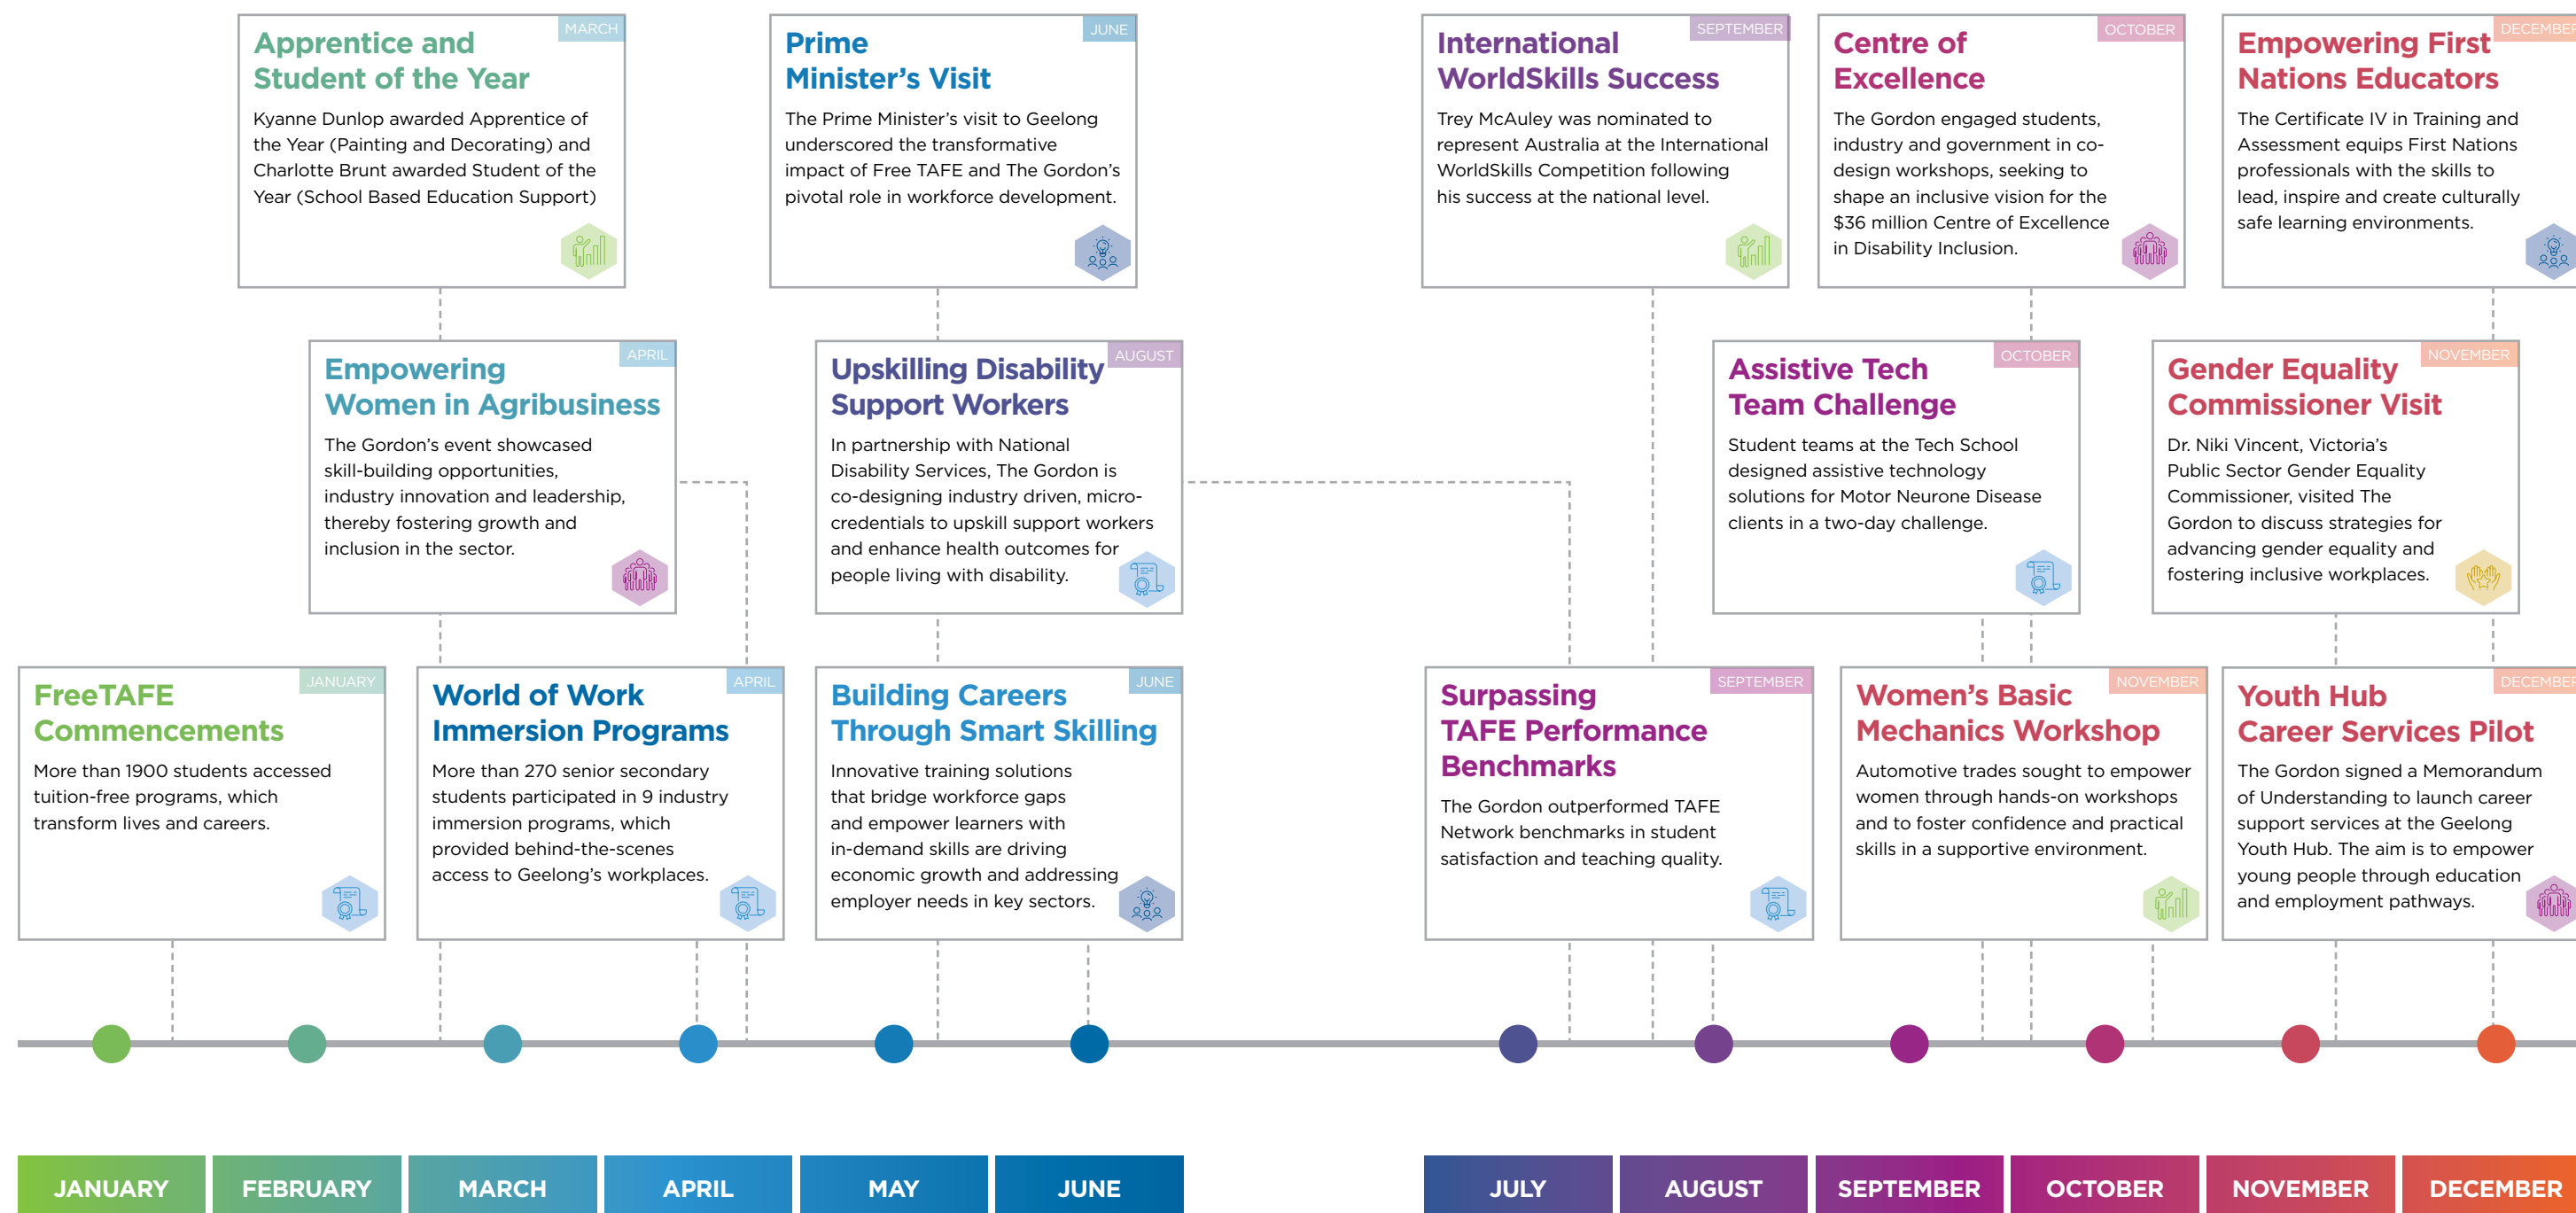 MARCH
Apprentice and
Student of the Year
Kyanne Dunlop awarded Apprentice of
the Year (Painting and Decorating) and
Charlotte Brunt awarded Student of the
Year (School Based Education Support)
JUNE
Prime
Minister’s Visit
The Prime Minister’s visit to Geelong
underscored the transformative
impact of Free TAFE and The Gordon’s
pivotal role in workforce development.
SEPTEMBER
International
WorldSkills Success
Trey McAuley was nominated to
represent Australia at the International
WorldSkills Competition following
his success at the national level.
OCTOBER
Centre of
Excellence
The Gordon engaged students,
industry and government in co-
design workshops, seeking to
shape an inclusive vision for the
$36 million Centre of Excellence
in Disability Inclusion.
DECEMBER
Empowering First
Nations Educators
The Certificate IV in Training and
Assessment equips First Nations
professionals with the skills to
lead, inspire and create culturally
safe learning environments.
APRIL
Empowering
Women in Agribusiness
The Gordon’s event showcased
skill-building opportunities,
industry innovation and leadership,
thereby fostering growth and
inclusion in the sector.
AUGUST
Upskilling Disability
Support Workers
In partnership with National
Disability Services, The Gordon is
co-designing industry driven, micro-
credentials to upskill support workers
and enhance health outcomes for
people living with disability.
OCTOBER
Assistive Tech
Team Challenge
Student teams at the Tech School
designed assistive technology
solutions for Motor Neurone Disease
clients in a two-day challenge.
NOVEMBER
Gender Equality
Commissioner Visit
Dr. Niki Vincent, Victoria’s
Public Sector Gender Equality
Commissioner, visited The
Gordon to discuss strategies for
advancing gender equality and
fostering inclusive workplaces.
JANUARY
FreeTAFE
Commencements
More than 1900 students accessed
tuition-free programs, which
transform lives and careers.
APRIL
World of Work
Immersion Programs
More than 270 senior secondary
students participated in 9 industry
immersion programs, which
provided behind-the-scenes
access to Geelong’s workplaces.
JUNE
Building Careers
Through Smart Skilling
Innovative training solutions
that bridge workforce gaps
and empower learners with
in-demand skills are driving
economic growth and addressing
employer needs in key sectors.
SEPTEMBER
Surpassing
TAFE Performance
Benchmarks
The Gordon outperformed TAFE
Network benchmarks in student
satisfaction and teaching quality.
NOVEMBER
Women’s Basic
Mechanics Workshop
Automotive trades sought to empower
women through hands-on workshops
and to foster confidence and practical
skills in a supportive environment.
DECEMBER
Youth Hub
Career Services Pilot
The Gordon signed a Memorandum
of Understanding to launch career
support services at the Geelong
Youth Hub. The aim is to empower
young people through education
and employment pathways.
JANUARY
FEBRUARY
MARCH
APRIL
MAY
JUNE
JULY
AUGUST
SEPTEMBER
OCTOBER
NOVEMBER
DECEMBER